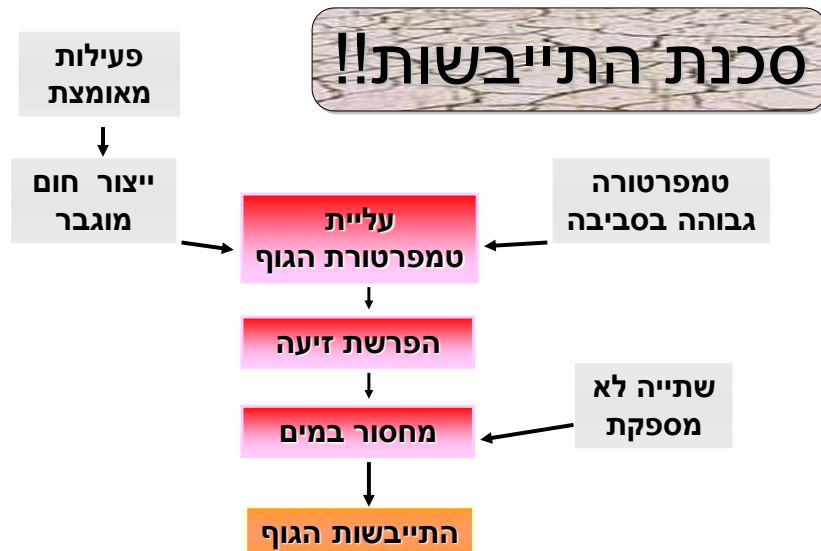 סכנת התייבשות!!
פעילות
מאומצת
ייצור חום
מוגבר
טמפרטורה
גבוהה בסביבה
עליית
טמפרטורת הגוף
הפרשת זיעה
שתייה לא
מספקת
מחסור במים
התייבשות הגוף